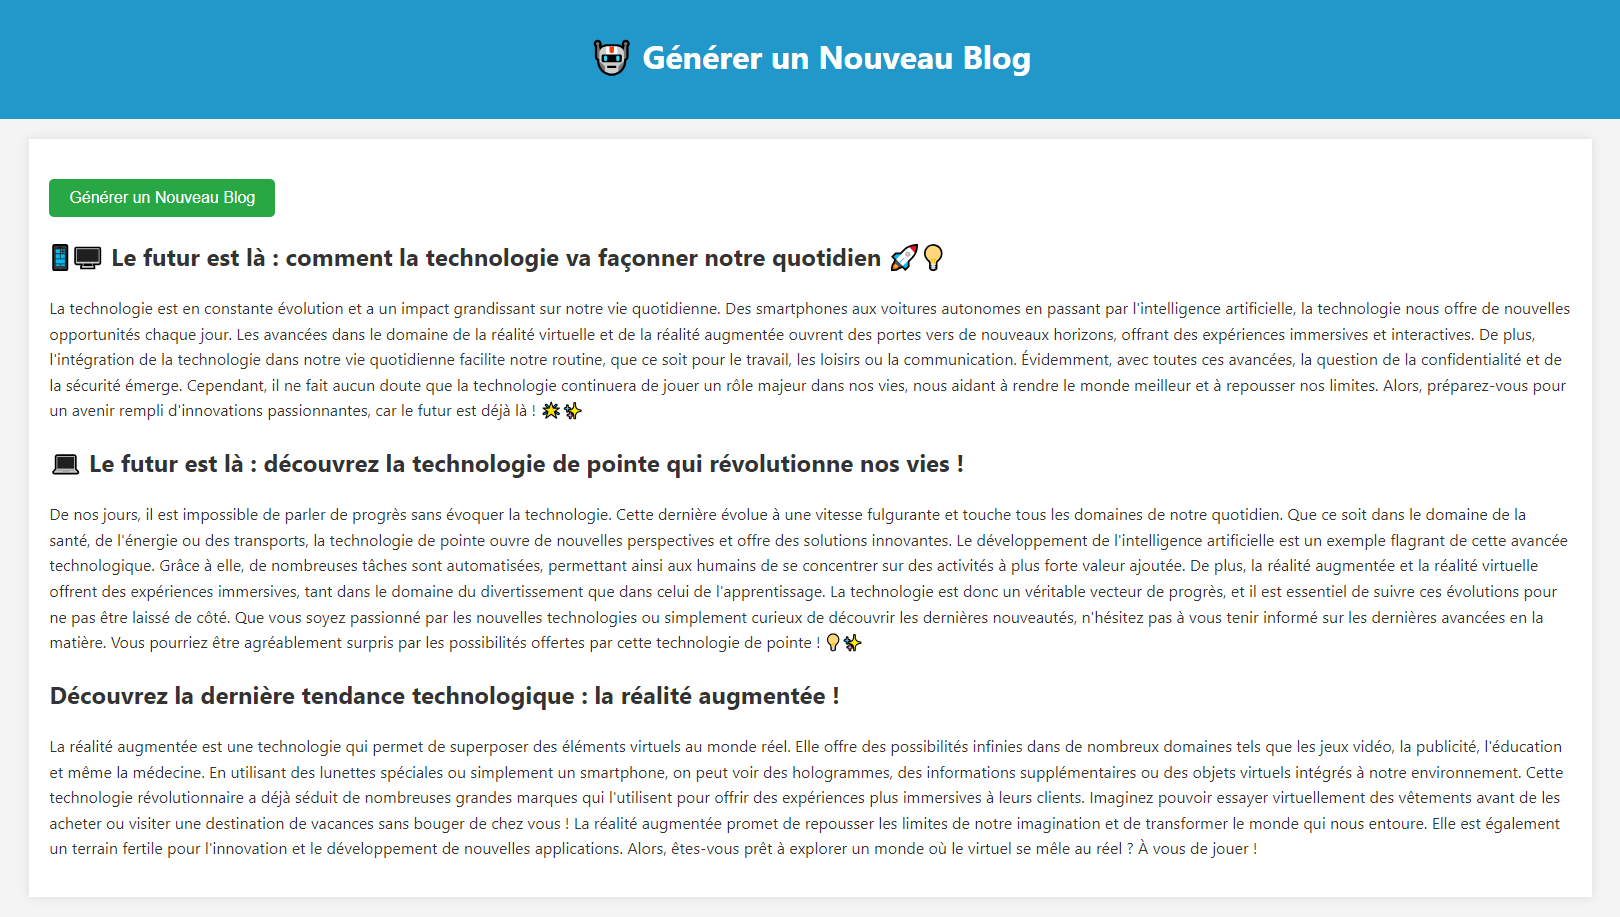 🤖 Générer un Nouveau Blog
Générer un Nouveau Blog
📱🖥️ Le futur est là : comment la technologie va façonner notre quotidien 🚀💡
La technologie est en constante évolution et a un impact grandissant sur notre vie quotidienne. Des smartphones aux voitures autonomes en passant par l'intelligence artificielle, la technologie nous offre de nouvelles
opportunités chaque jour. Les avancées dans le domaine de la réalité virtuelle et de la réalité augmentée ouvrent des portes vers de nouveaux horizons, offrant des expériences immersives et interactives. De plus,
l'intégration de la technologie dans notre vie quotidienne facilite notre routine, que ce soit pour le travail, les loisirs ou la communication. Évidemment, avec toutes ces avancées, la question de la confidentialité et de
la sécurité émerge. Cependant, il ne fait aucun doute que la technologie continuera de jouer un rôle majeur dans nos vies, nous aidant à rendre le monde meilleur et à repousser nos limites. Alors, préparez-vous pour
un avenir rempli d'innovations passionnantes, car le futur est déjà là ! 🌟✨
💻 Le futur est là : découvrez la technologie de pointe qui révolutionne nos vies !
De nos jours, il est impossible de parler de progrès sans évoquer la technologie. Cette dernière évolue à une vitesse fulgurante et touche tous les domaines de notre quotidien. Que ce soit dans le domaine de la
santé, de l'énergie ou des transports, la technologie de pointe ouvre de nouvelles perspectives et offre des solutions innovantes. Le développement de l'intelligence artificielle est un exemple flagrant de cette avancée
technologique. Grâce à elle, de nombreuses tâches sont automatisées, permettant ainsi aux humains de se concentrer sur des activités à plus forte valeur ajoutée. De plus, la réalité augmentée et la réalité virtuelle
offrent des expériences immersives, tant dans le domaine du divertissement que dans celui de l'apprentissage. La technologie est donc un véritable vecteur de progrès, et il est essentiel de suivre ces évolutions pour
ne pas être laissé de côté. Que vous soyez passionné par les nouvelles technologies ou simplement curieux de découvrir les dernières nouveautés, n'hésitez pas à vous tenir informé sur les dernières avancées en la
matière. Vous pourriez être agréablement surpris par les possibilités offertes par cette technologie de pointe ! 💡✨
Découvrez la dernière tendance technologique : la réalité augmentée !
La réalité augmentée est une technologie qui permet de superposer des éléments virtuels au monde réel. Elle offre des possibilités infinies dans de nombreux domaines tels que les jeux vidéo, la publicité, l'éducation
et même la médecine. En utilisant des lunettes spéciales ou simplement un smartphone, on peut voir des hologrammes, des informations supplémentaires ou des objets virtuels intégrés à notre environnement. Cette
technologie révolutionnaire a déjà séduit de nombreuses grandes marques qui l'utilisent pour offrir des expériences plus immersives à leurs clients. Imaginez pouvoir essayer virtuellement des vêtements avant de les
acheter ou visiter une destination de vacances sans bouger de chez vous ! La réalité augmentée promet de repousser les limites de notre imagination et de transformer le monde qui nous entoure. Elle est également
un terrain fertile pour l'innovation et le développement de nouvelles applications. Alors, êtes-vous prêt à explorer un monde où le virtuel se mêle au réel ? À vous de jouer !